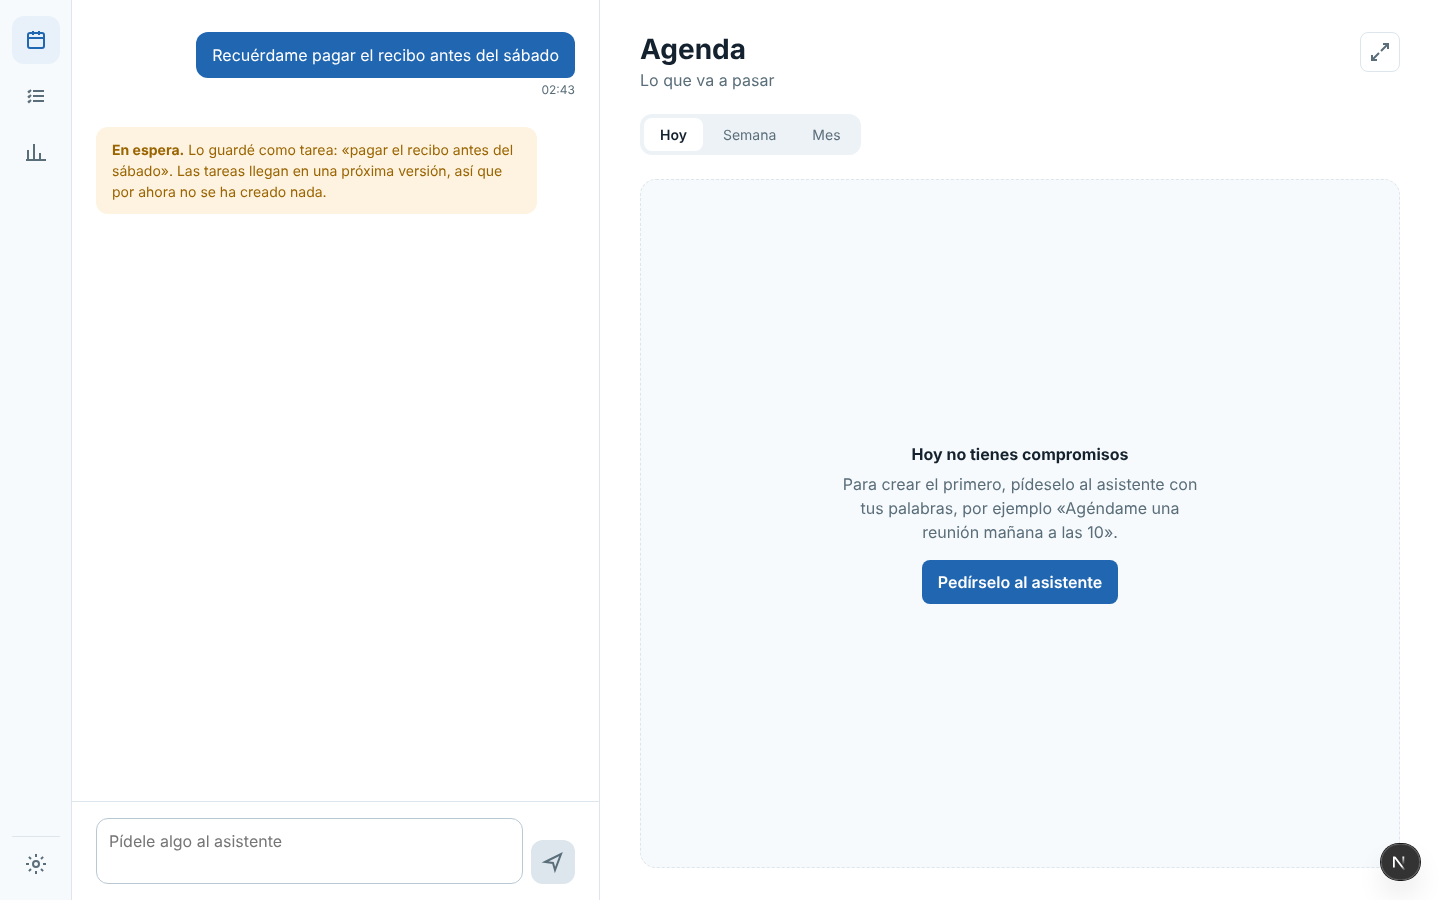 Recuérdame pagar el recibo antes del sábado
02:43
En espera. Lo guardé como tarea: «pagar el recibo antes del
sábado». Las tareas llegan en una próxima versión, así que
por ahora no se ha creado nada.
Pídele algo al asistente
Agenda
Lo que va a pasar
Hoy
Semana
Mes
Hoy no tienes compromisos
Para crear el primero, pídeselo al asistente con
tus palabras, por ejemplo «Agéndame una
reunión mañana a las 10».
Pedírselo al asistente
N